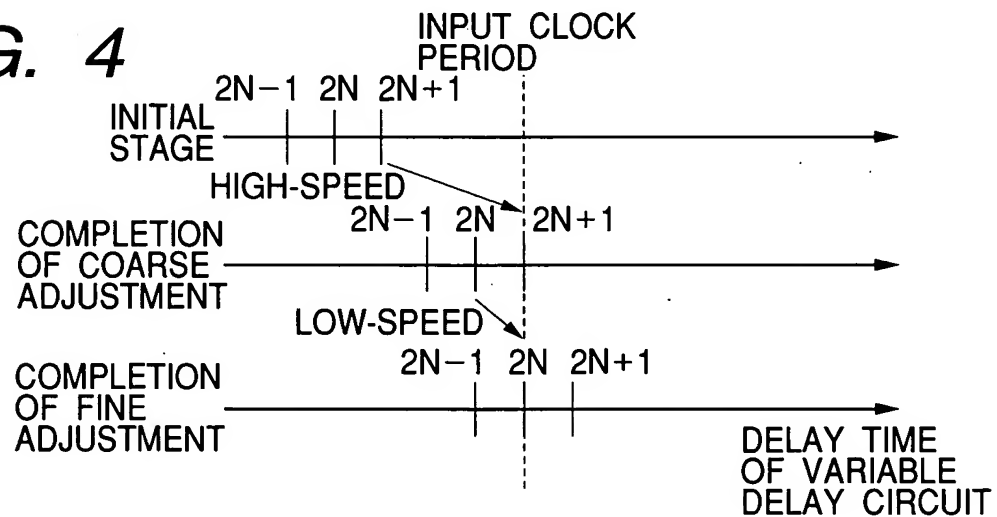 G. 4
INPUT CLOCK
PERIOD
2N−1 2N 2N+1
INITIAL
STAGE
HIGH-SPEED
2N−1 2N 2N+1
COMPLETION
OF COARSE
ADJUSTMENT
LOW-SPEED
2N−1 2N 2N+1
COMPLETION
OF FINE
ADJUSTMENT
DELAY TIME
OF VARIABLE
DELAY CIRCUIT